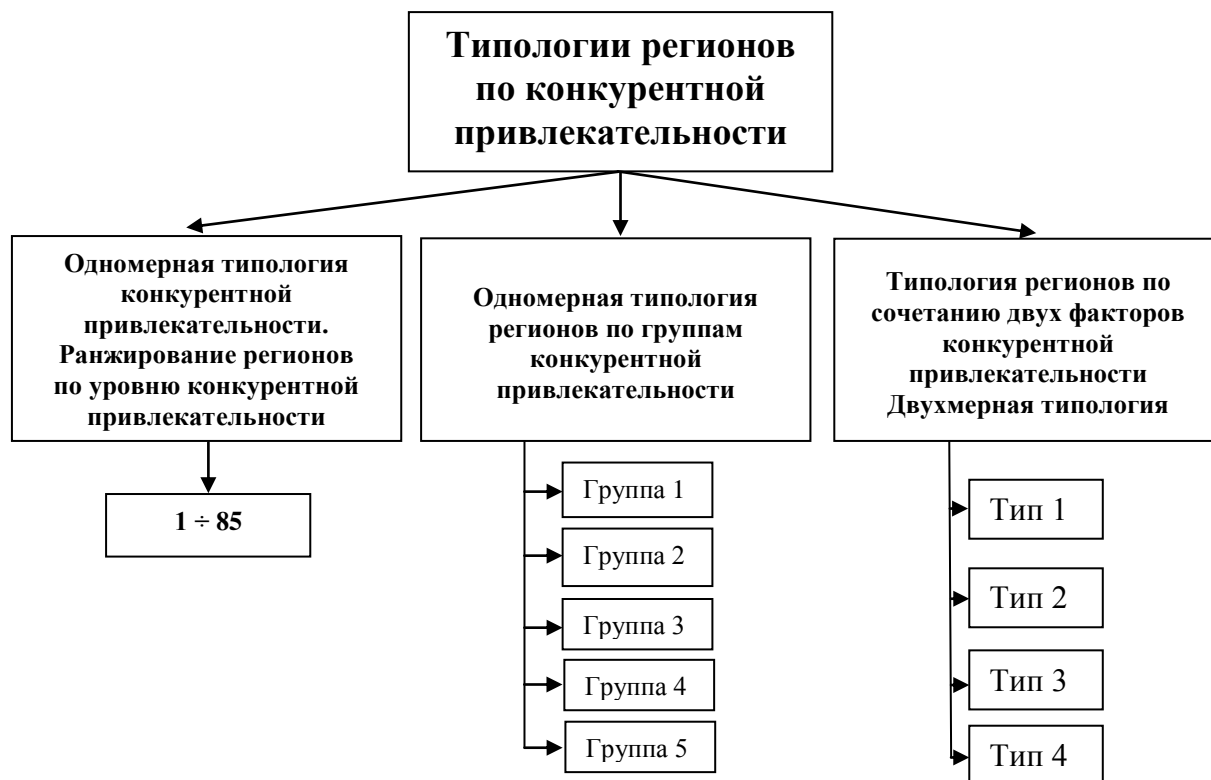 Типологии регионов
по конкурентной
привлекательности
Одномерная типология
конкурентной
привлекательности.
Ранжирование регионов
по уровню конкурентной
привлекательности
1 ÷ 85
Одномерная типология
регионов по группам
конкурентной
привлекательности
Группа 1
Группа 2
Группа 3
Группа 4
Группа 5
Типология регионов по
сочетанию двух факторов
конкурентной
привлекательности
Двухмерная типология
Тип 1
Тип 2
Тип 3
Тип 4